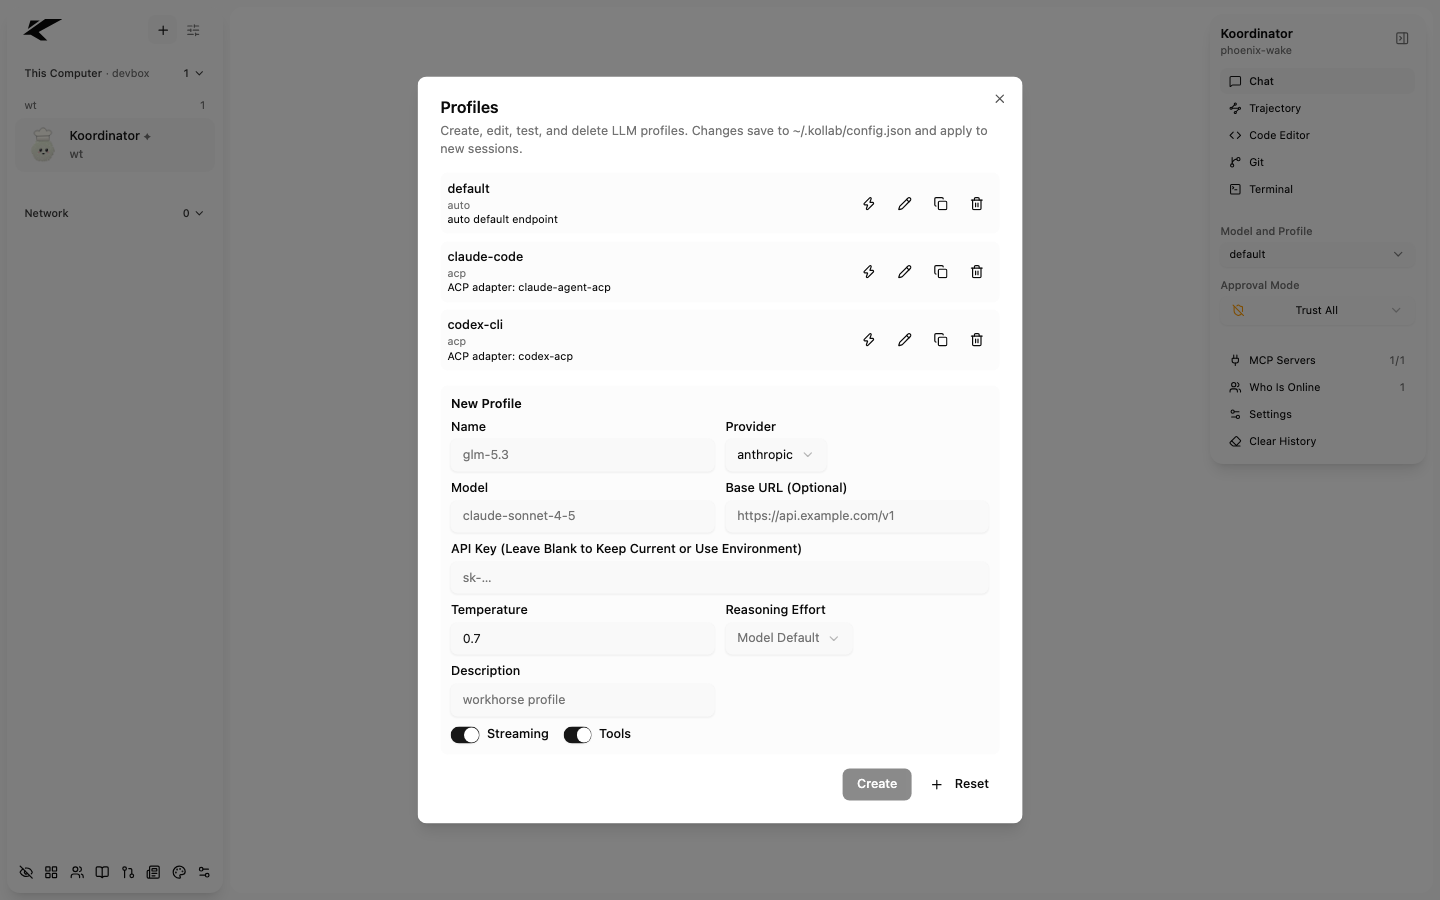 This Computer · devbox 1
wt 1
Koordinator
wt
Network 0
Profiles
Create, edit, test, and delete LLM profiles. Changes save to ~/.kollab/config.json and apply to
new sessions.
default
auto
auto default endpoint
claude-code
acp
ACP adapter: claude-agent-acp
codex-cli
acp
ACP adapter: codex-acp
New Profile
Name Provider
glm-5.3 anthropic
Model Base URL (Optional)
claude-sonnet-4-5 https://api.example.com/v1
API Key (Leave Blank to Keep Current or Use Environment)
sk-...
Temperature Reasoning Effort
0.7 Model Default
Description
workhorse profile
Streaming Tools
Create Reset
Koordinator
phoenix-wake
Chat
Trajectory
Code Editor
Git
Terminal
Model and Profile
default
Approval Mode
Trust All
MCP Servers 1/1
Who Is Online 1
Settings
Clear History